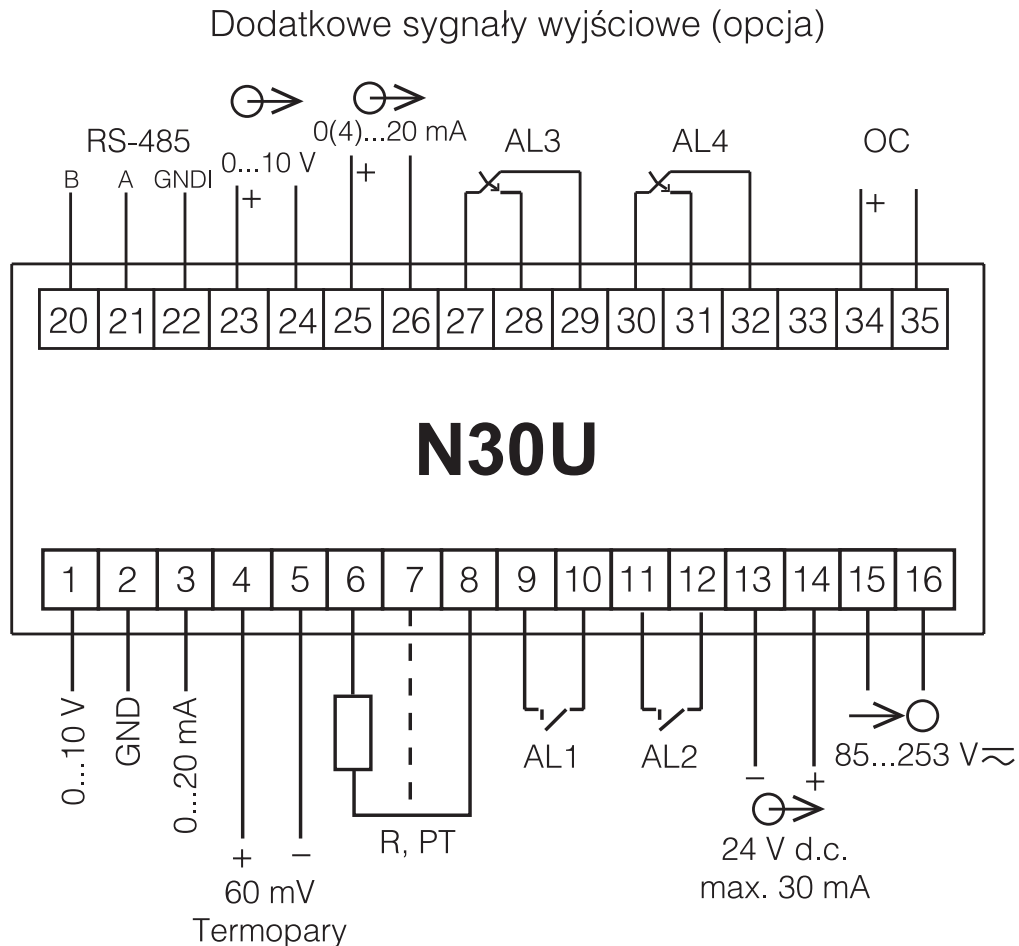 Dodatkowe sygnały wyjściowe (opcja)
RS-485
B A GNDI
0...10 V
+
0(4)...20 mA
+
AL3
AL4
OC
+
20 21 22 23 24 25 26 27 28 29 30 31 32 33 34 35
N30U
1 2 3 4 5 6 7 8 9 10 11 12 13 14 15 16
0...10 V
GND
0...20 mA
+ −
60 mV
Termopary
R, PT
AL1
AL2
− +
24 V d.c.
max. 30 mA
85...253 V